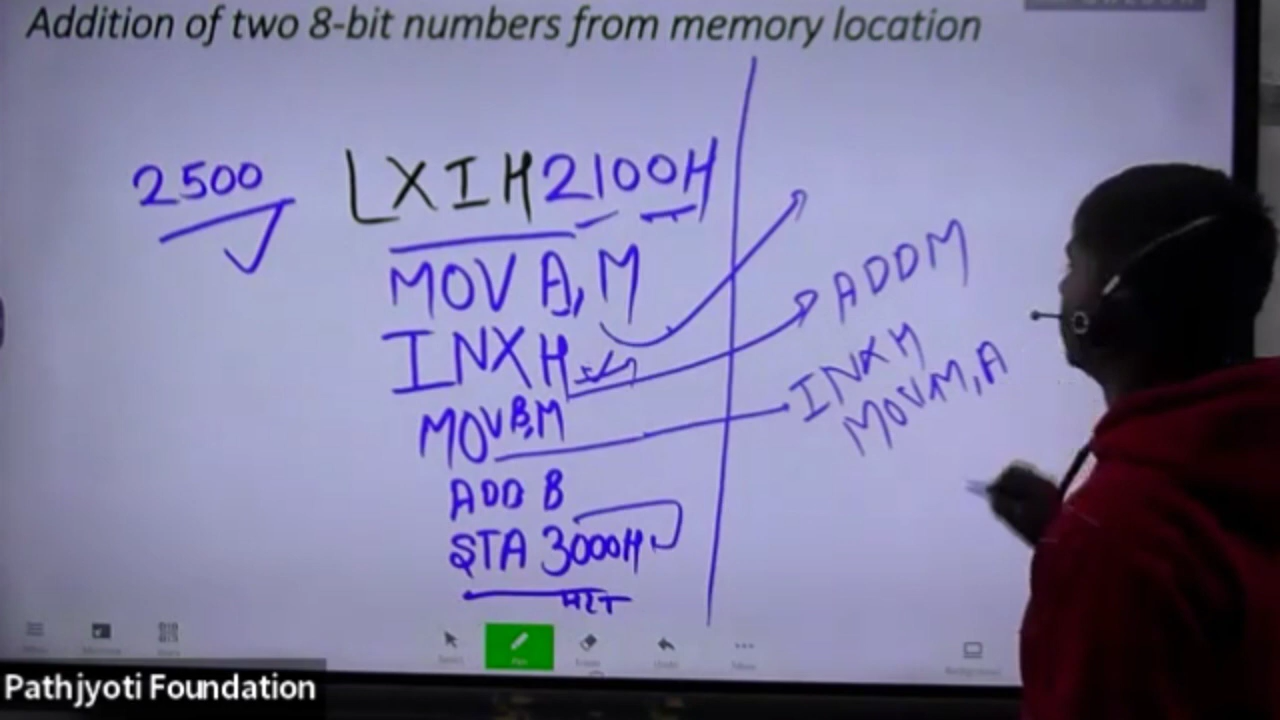 Addition of two 8-bit numbers from memory location
2500
LXI H 2100H
MOV A, M
INX H
MOV B, M
ADD B
STA 3000H
HLT
ADD M
INX H
MOV M, A
Pathjyoti Foundation